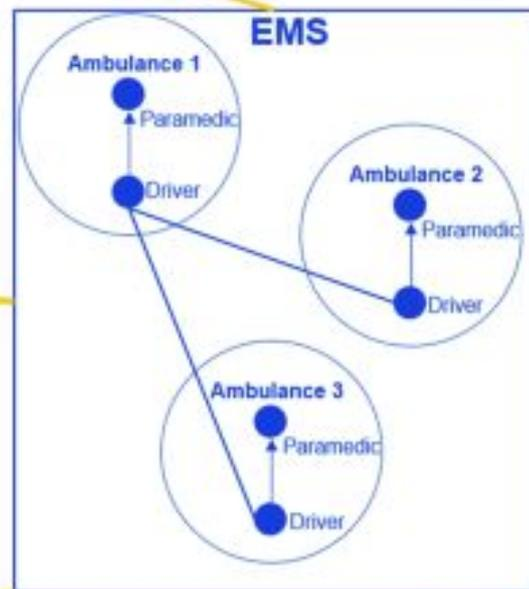 EMS
Ambulance 1
Paramedic
Driver
Ambulance 2
Paramedic
Driver
Ambulance 3
Paramedic
Driver